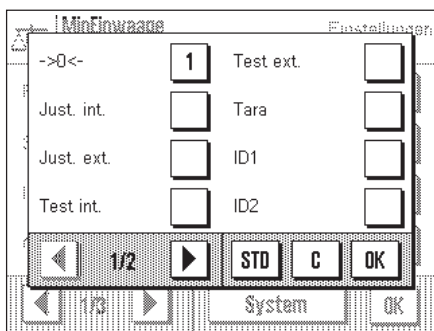 MinEinwaage Einstellungen
->0<- 1 Test ext.
Just. int. Tara
Just. ext. ID1
Test int. ID2
1/2 STD C OK
1/3 System OK